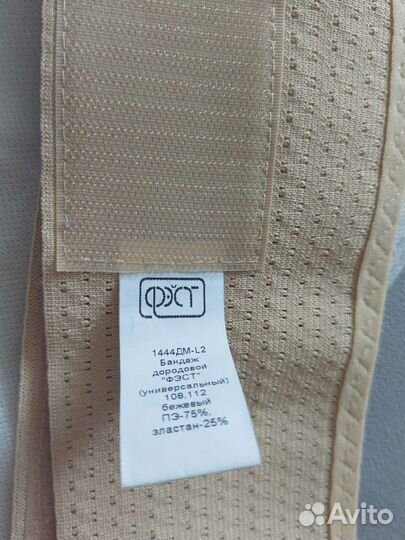 ФЭСТ
1444ДМ-L2
Бандаж
дородовой
"ФЭСТ"
(универсальный)
108,112
бежевый
ПЭ-75%,
эластан-25%
Avito